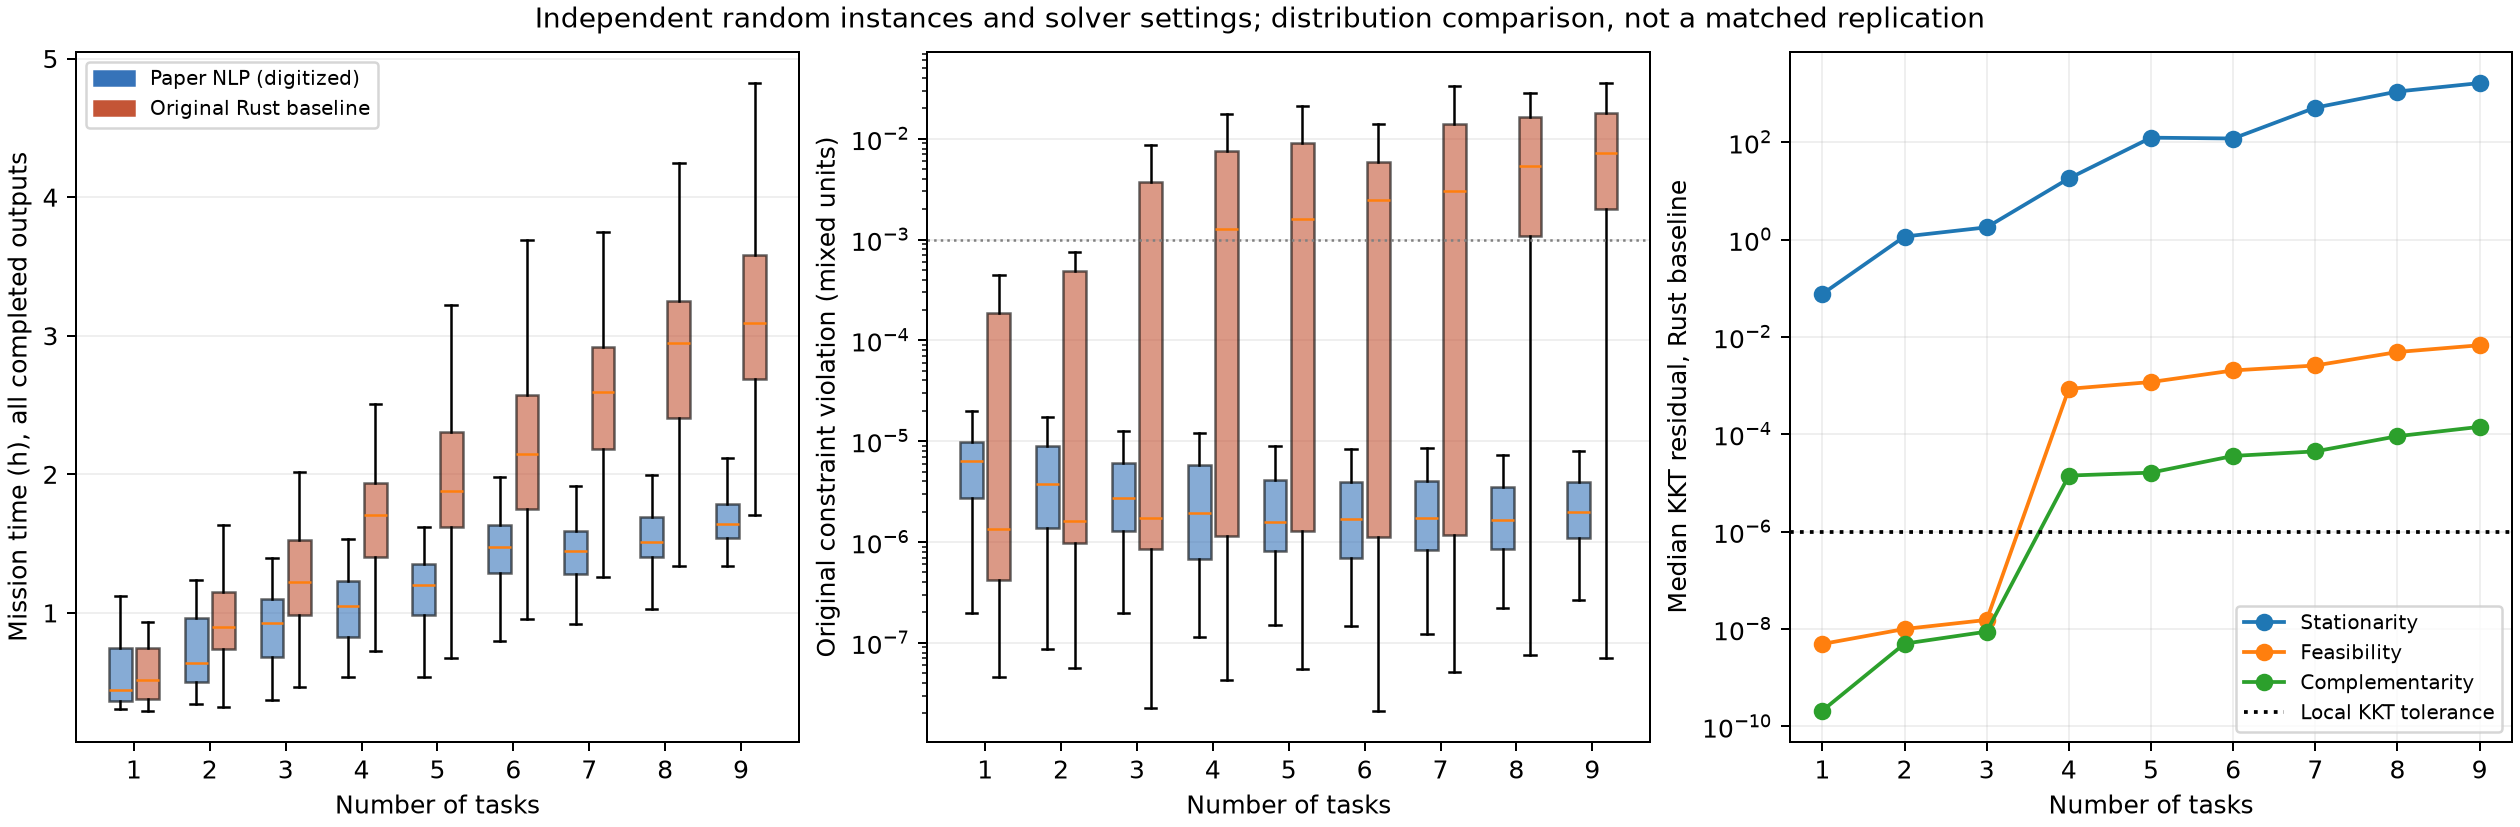 Independent random instances and solver settings; distribution comparison, not a matched replication
Mission time (h), all completed outputs
5
4
3
2
1
Paper NLP (digitized)
Original Rust baseline
1 2 3 4 5 6 7 8 9
Number of tasks
Original constraint violation (mixed units)
10⁻²
10⁻³
10⁻⁴
10⁻⁵
10⁻⁶
10⁻⁷
1 2 3 4 5 6 7 8 9
Number of tasks
Median KKT residual, Rust baseline
10²
10⁰
10⁻²
10⁻⁴
10⁻⁶
10⁻⁸
10⁻¹⁰
Stationarity
Feasibility
Complementarity
Local KKT tolerance
1 2 3 4 5 6 7 8 9
Number of tasks